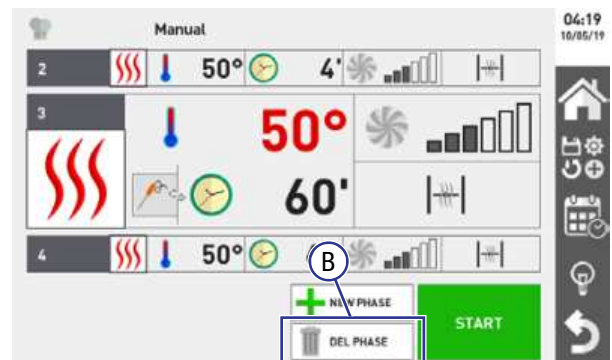 Manual
04:19
10/05/19
2 50° 4'
3
50°
60'
4 50°
B
NEW PHASE
DEL PHASE
START